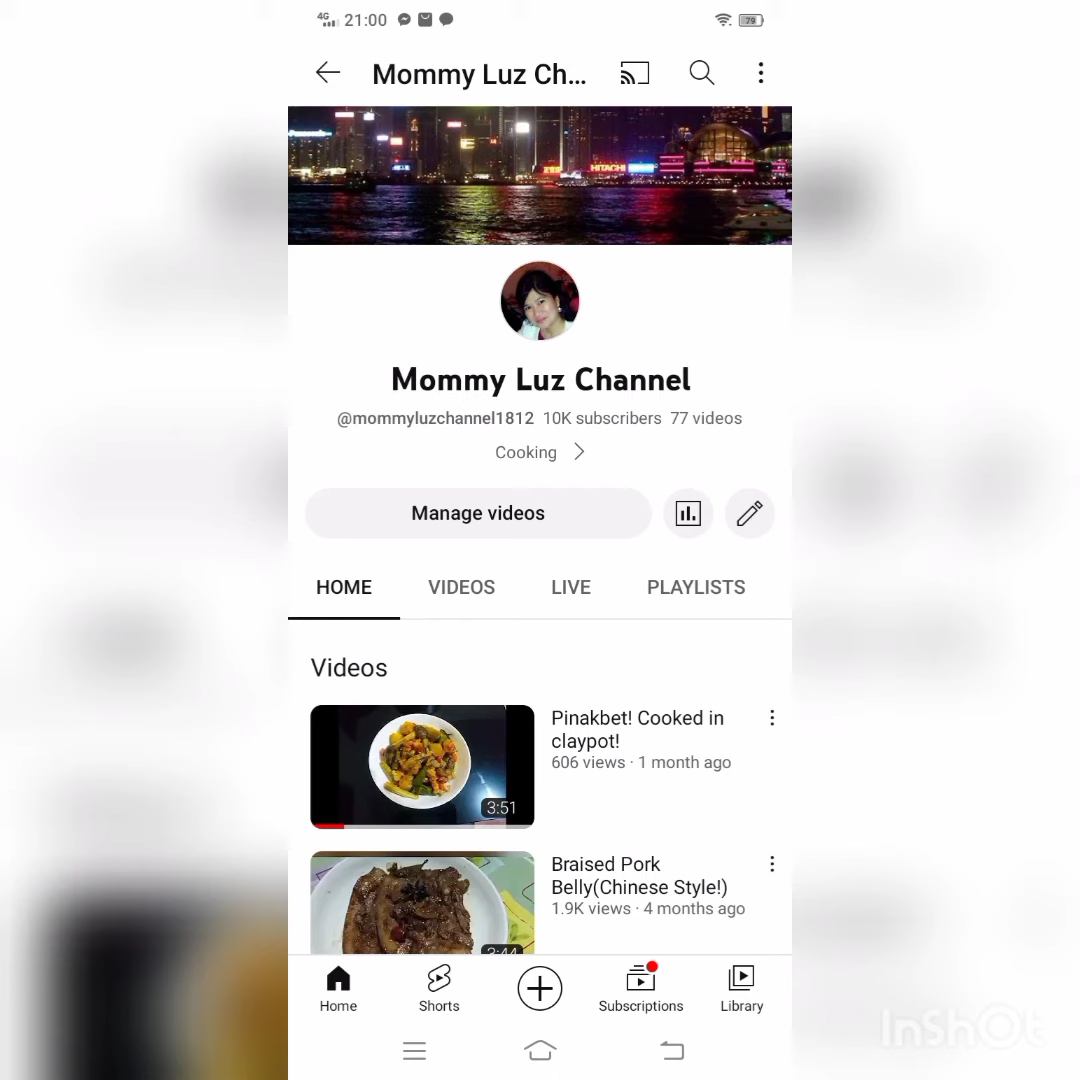 4G 21:00 79
Mommy Luz Ch...
HITACHI
Mommy Luz Channel
@mommyluzchannel1812 10K subscribers 77 videos
Cooking
Manage videos
HOME VIDEOS LIVE PLAYLISTS
Videos
Pinakbet! Cooked in
claypot!
606 views · 1 month ago
3:51
Braised Pork
Belly(Chinese Style!)
1.9K views · 4 months ago
3:44
Home Shorts Subscriptions Library
InShOt